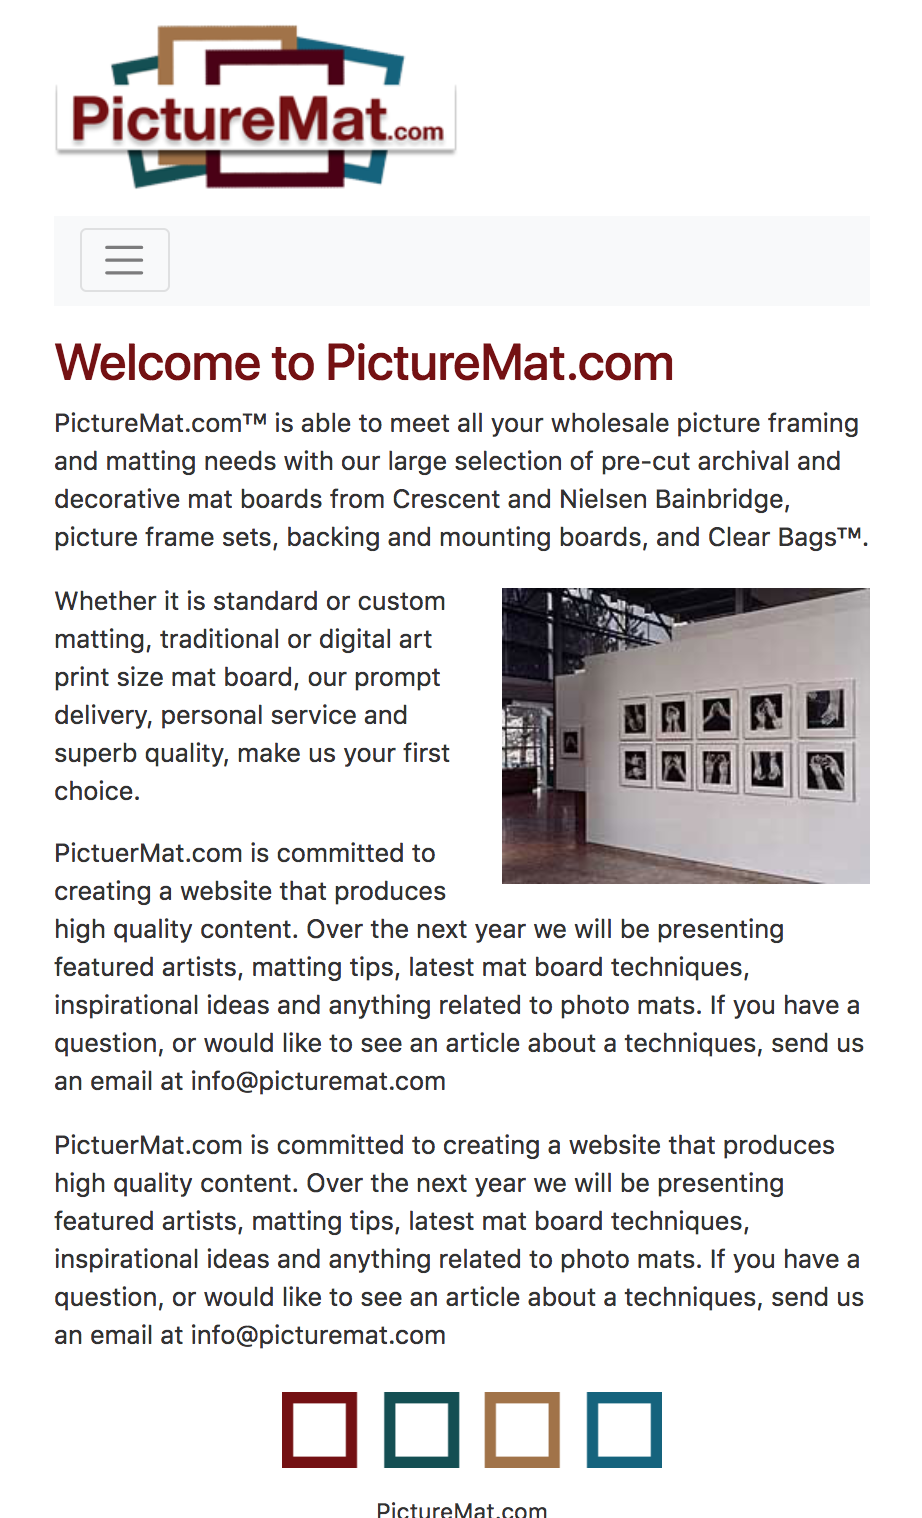 PictureMat.com
Welcome to PictureMat.com
PictureMat.com™ is able to meet all your wholesale picture framing
and matting needs with our large selection of pre-cut archival and
decorative mat boards from Crescent and Nielsen Bainbridge,
picture frame sets, backing and mounting boards, and Clear Bags™.
Whether it is standard or custom
matting, traditional or digital art
print size mat board, our prompt
delivery, personal service and
superb quality, make us your first
choice.
PictuerMat.com is committed to
creating a website that produces
high quality content. Over the next year we will be presenting
featured artists, matting tips, latest mat board techniques,
inspirational ideas and anything related to photo mats. If you have a
question, or would like to see an article about a techniques, send us
an email at info@picturemat.com
PictuerMat.com is committed to creating a website that produces
high quality content. Over the next year we will be presenting
featured artists, matting tips, latest mat board techniques,
inspirational ideas and anything related to photo mats. If you have a
question, or would like to see an article about a techniques, send us
an email at info@picturemat.com
PictureMat.com